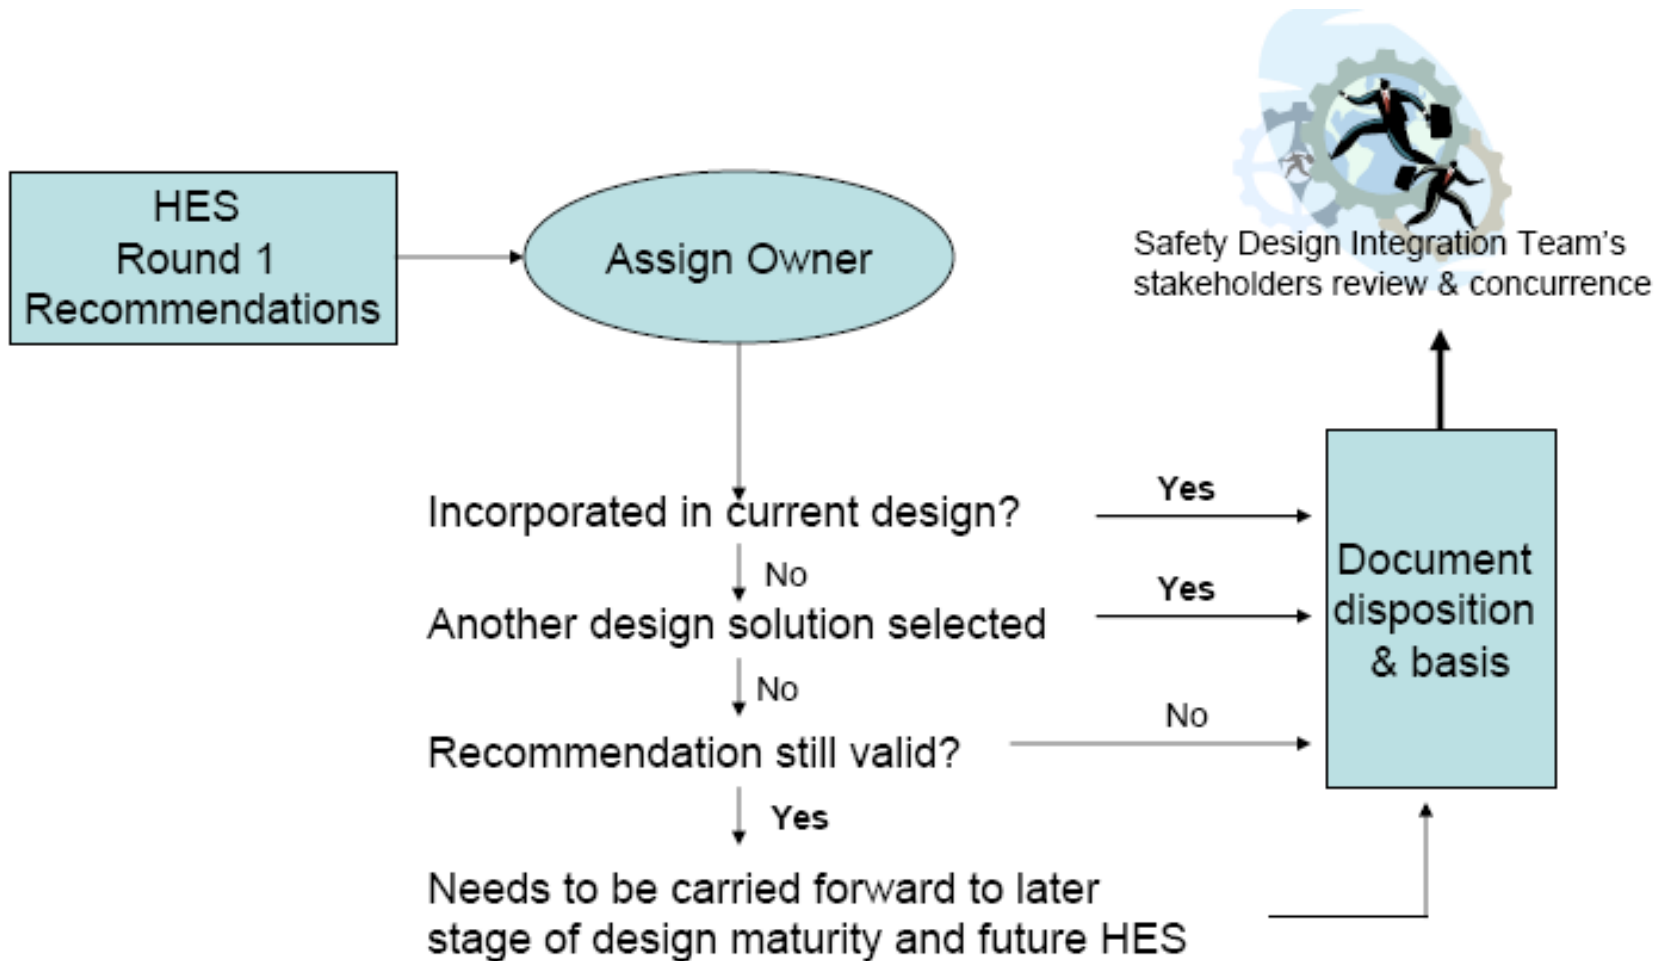 HES
Round 1
Recommendations
Assign Owner
Safety Design Integration Team's
stakeholders review & concurrence
Incorporated in current design?
Yes
No
Another design solution selected
Yes
No
Recommendation still valid?
No
Yes
Needs to be carried forward to later
stage of design maturity and future HES
Document
disposition
& basis